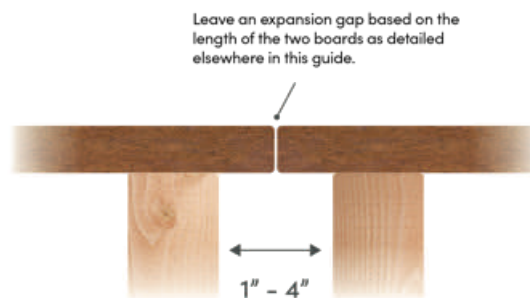 Leave an expansion gap based on the
length of the two boards as detailed
elsewhere in this guide.
1” - 4”